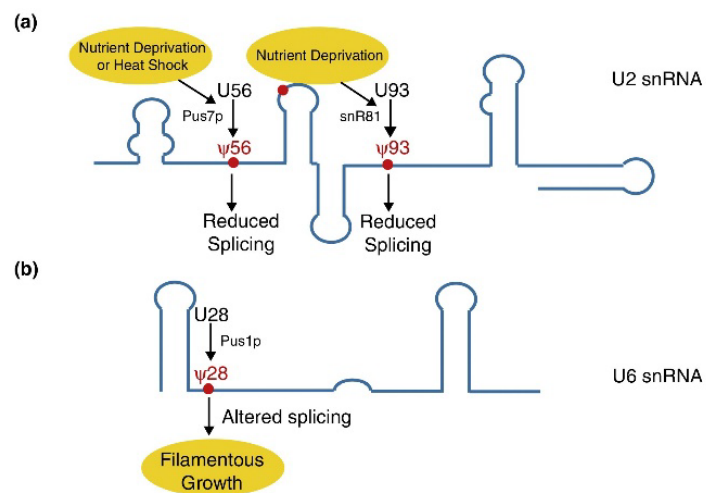 (a)
Nutrient Deprivation
or Heat Shock
Nutrient Deprivation
U2 snRNA
U56
U93
Pus7p
snR81
ψ56
ψ93
Reduced
Splicing
Reduced
Splicing
(b)
U28
Pus1p
ψ28
U6 snRNA
Altered splicing
Filamentous
Growth